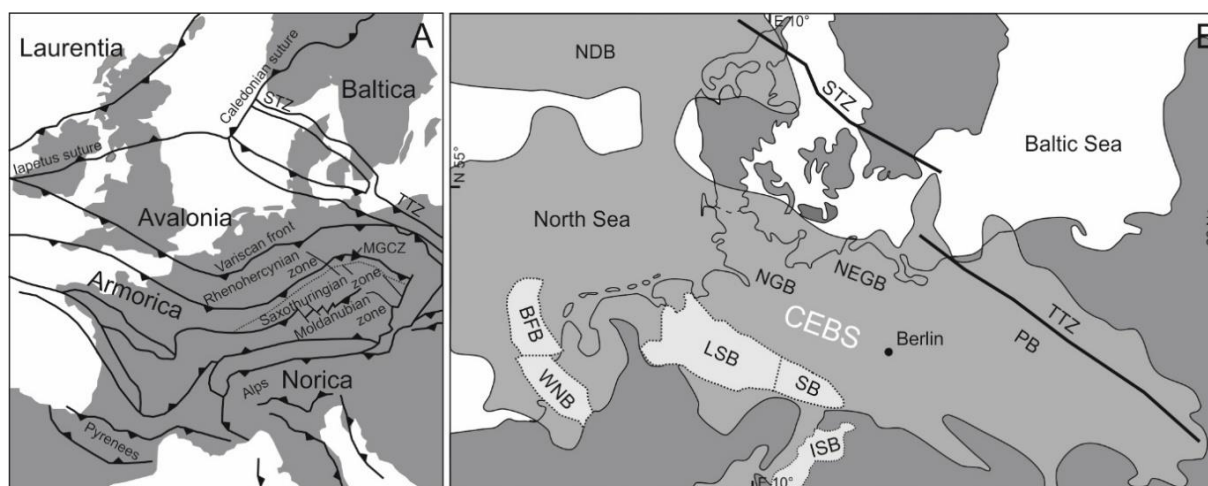 A
Laurentia
Caledonian suture
Baltica
STZ
Iapetus suture
TTZ
Avalonia
Variscan front
MGCZ
Rhenohercynian
zone
Armorica
Saxothuringian
zone
Moldanubian
zone
Norica
Alps
Pyrenees
E 10°
NDB
STZ
Baltic Sea
N 55°
North Sea
NGB
NEGB
TTZ
BFB
CEBS
PB
Berlin
LSB
SB
WNB
ISB
E 10°